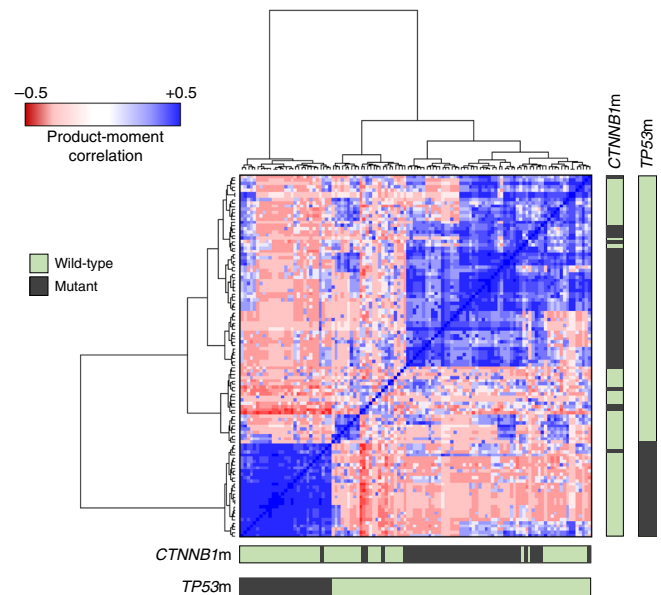 −0.5 +0.5
Product-moment
correlation
CTNNB1m
TP53m
Wild-type
Mutant
CTNNB1m
TP53m